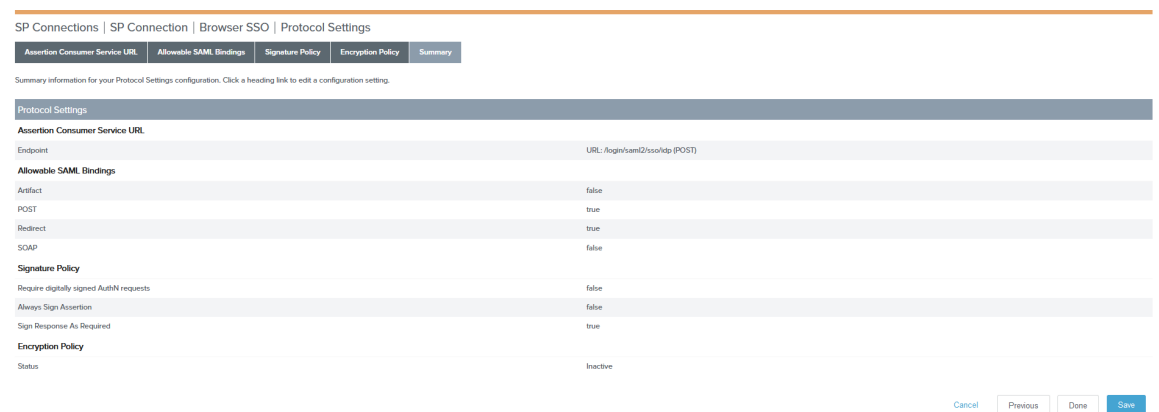 SP Connections | SP Connection | Browser SSO | Protocol Settings
Assertion Consumer Service URL Allowable SAML Bindings Signature Policy Encryption Policy Summary
Summary information for your Protocol Settings configuration. Click a heading link to edit a configuration setting.
Protocol Settings
Assertion Consumer Service URL
Endpoint URL: /login/saml2/sso/idp (POST)
Allowable SAML Bindings
Artifact false
POST true
Redirect true
SOAP false
Signature Policy
Require digitally signed AuthN requests false
Always Sign Assertion false
Sign Response As Required true
Encryption Policy
Status Inactive
Cancel Previous Done Save